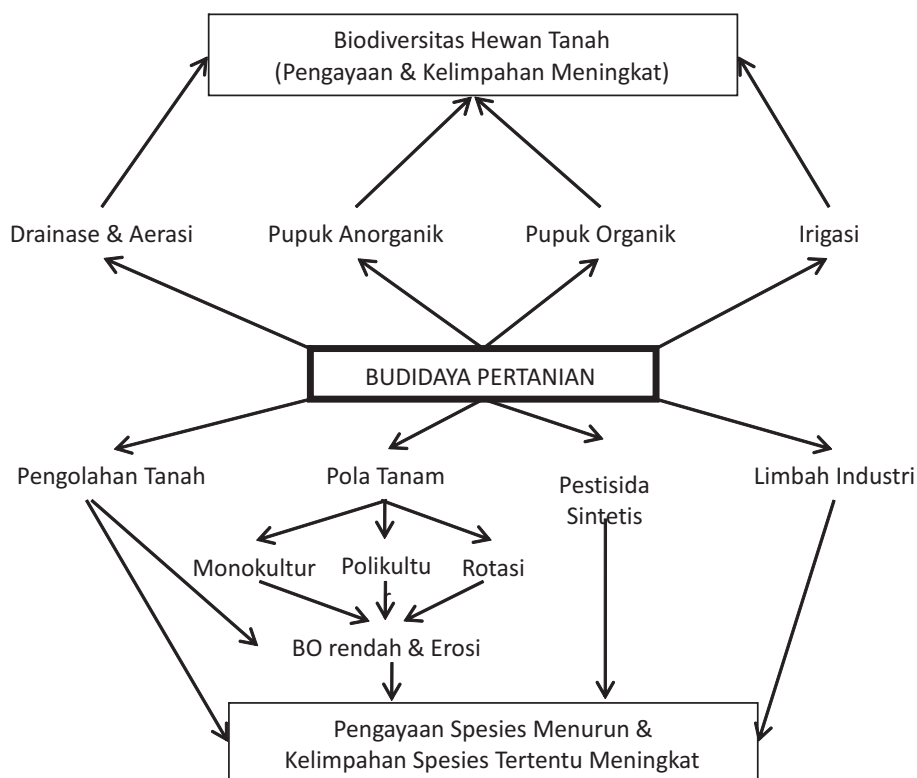 Biodiversitas Hewan Tanah
(Pengayaan & Kelimpahan Meningkat)
Drainase & Aerasi
Pupuk Anorganik
Pupuk Organik
Irigasi
BUDIDAYA PERTANIAN
Pengolahan Tanah
Pola Tanam
Pestisida
Sintetis
Limbah Industri
Monokultur
Polikultu
r
Rotasi
BO rendah & Erosi
Pengayaan Spesies Menurun &
Kelimpahan Spesies Tertentu Meningkat